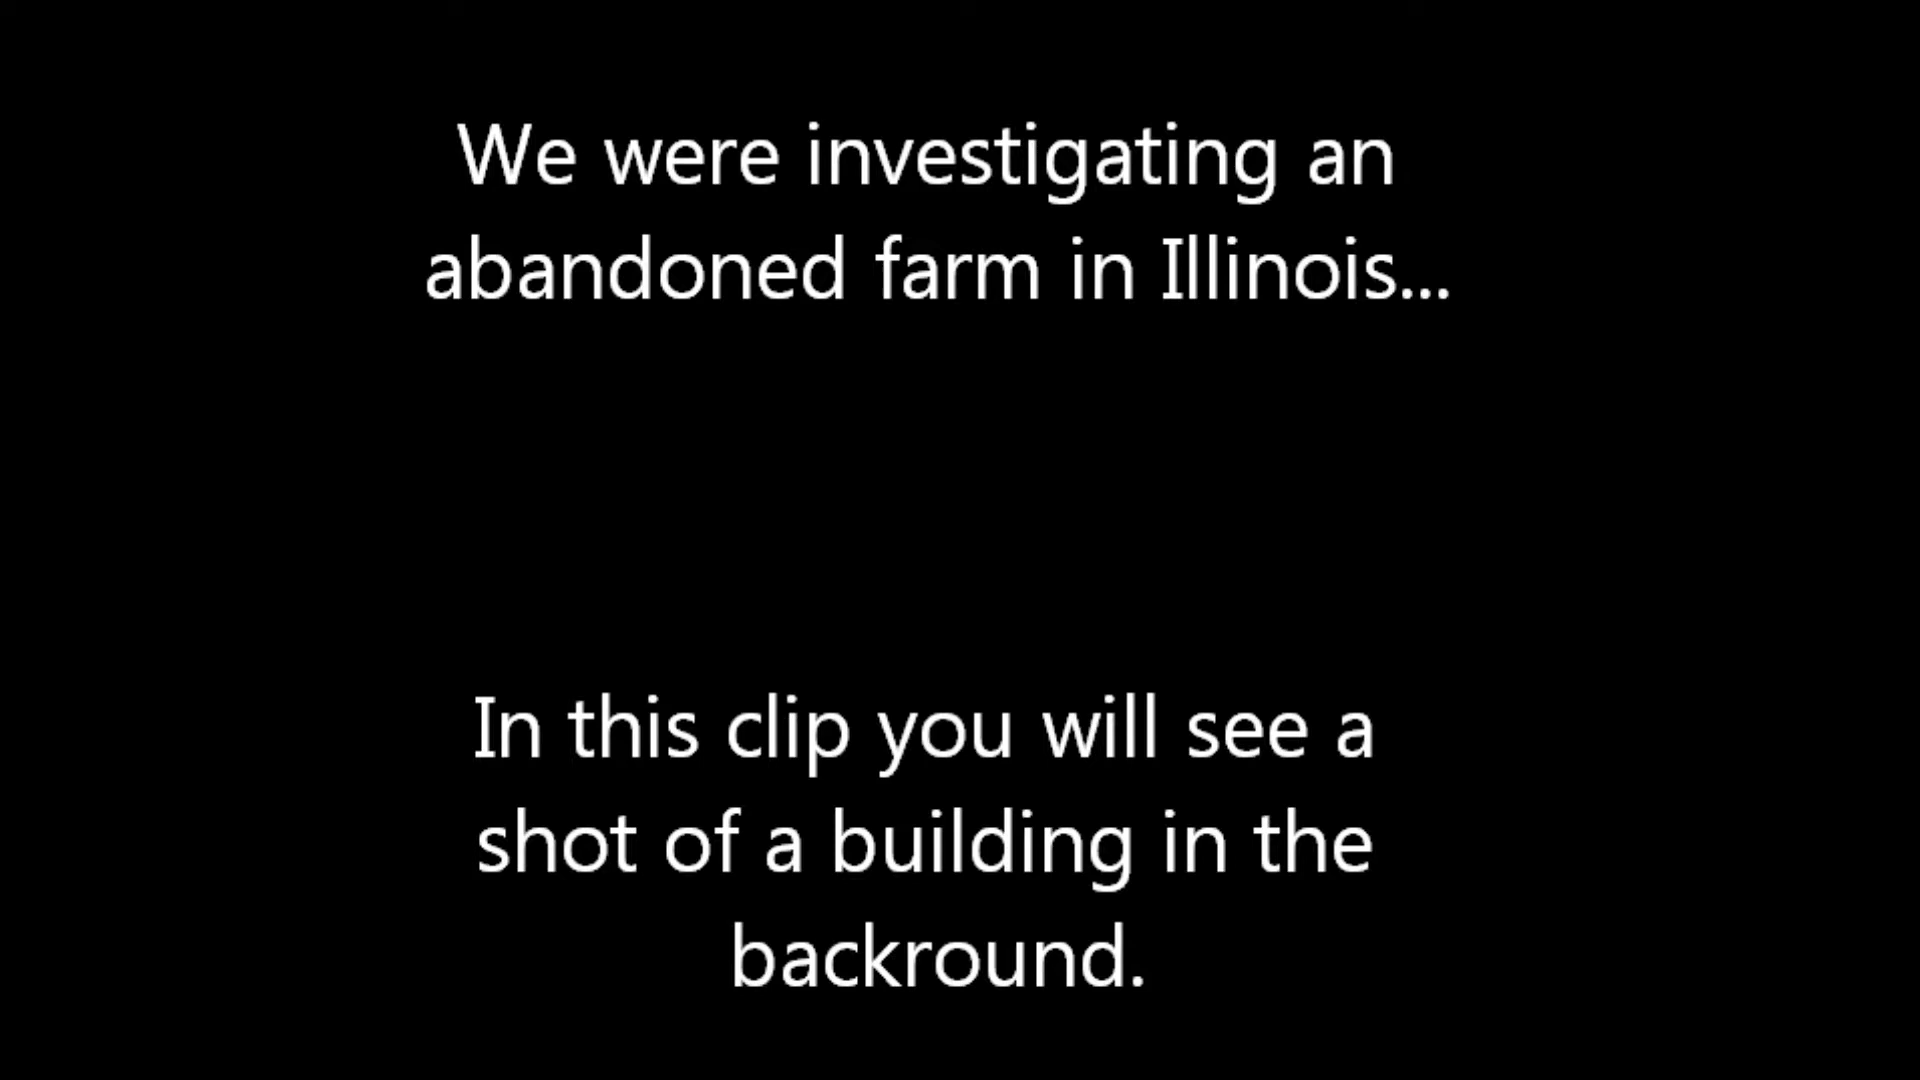 We were investigating an
abandoned farm in Illinois...
In this clip you will see a
shot of a building in the
backround.